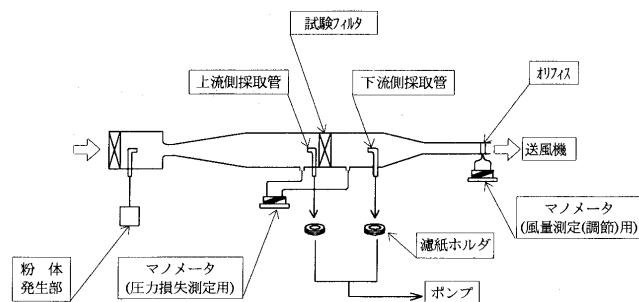 試験フィルタ
上流側採取管
下流側採取管
オリフィス
送風機
マノメータ
(風量測定(調節)用)
濾紙ホルダ
マノメータ
(圧力損失測定用)
粉体
発生部
ポンプ